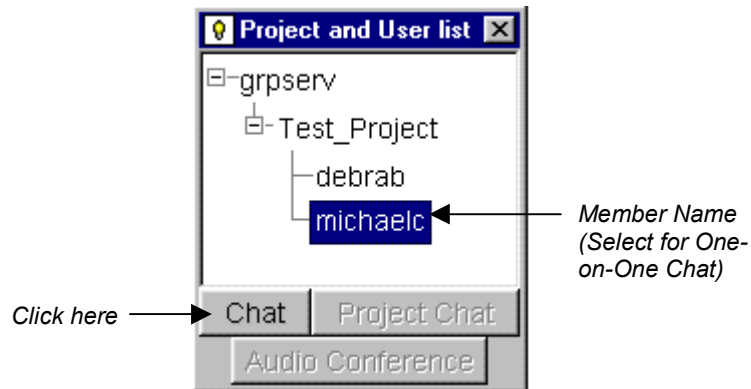 Project and User list
grpserv
Test_Project
debrab
michaelc
Member Name
(Select for One-
on-One Chat)
Click here
Chat
Project Chat
Audio Conference